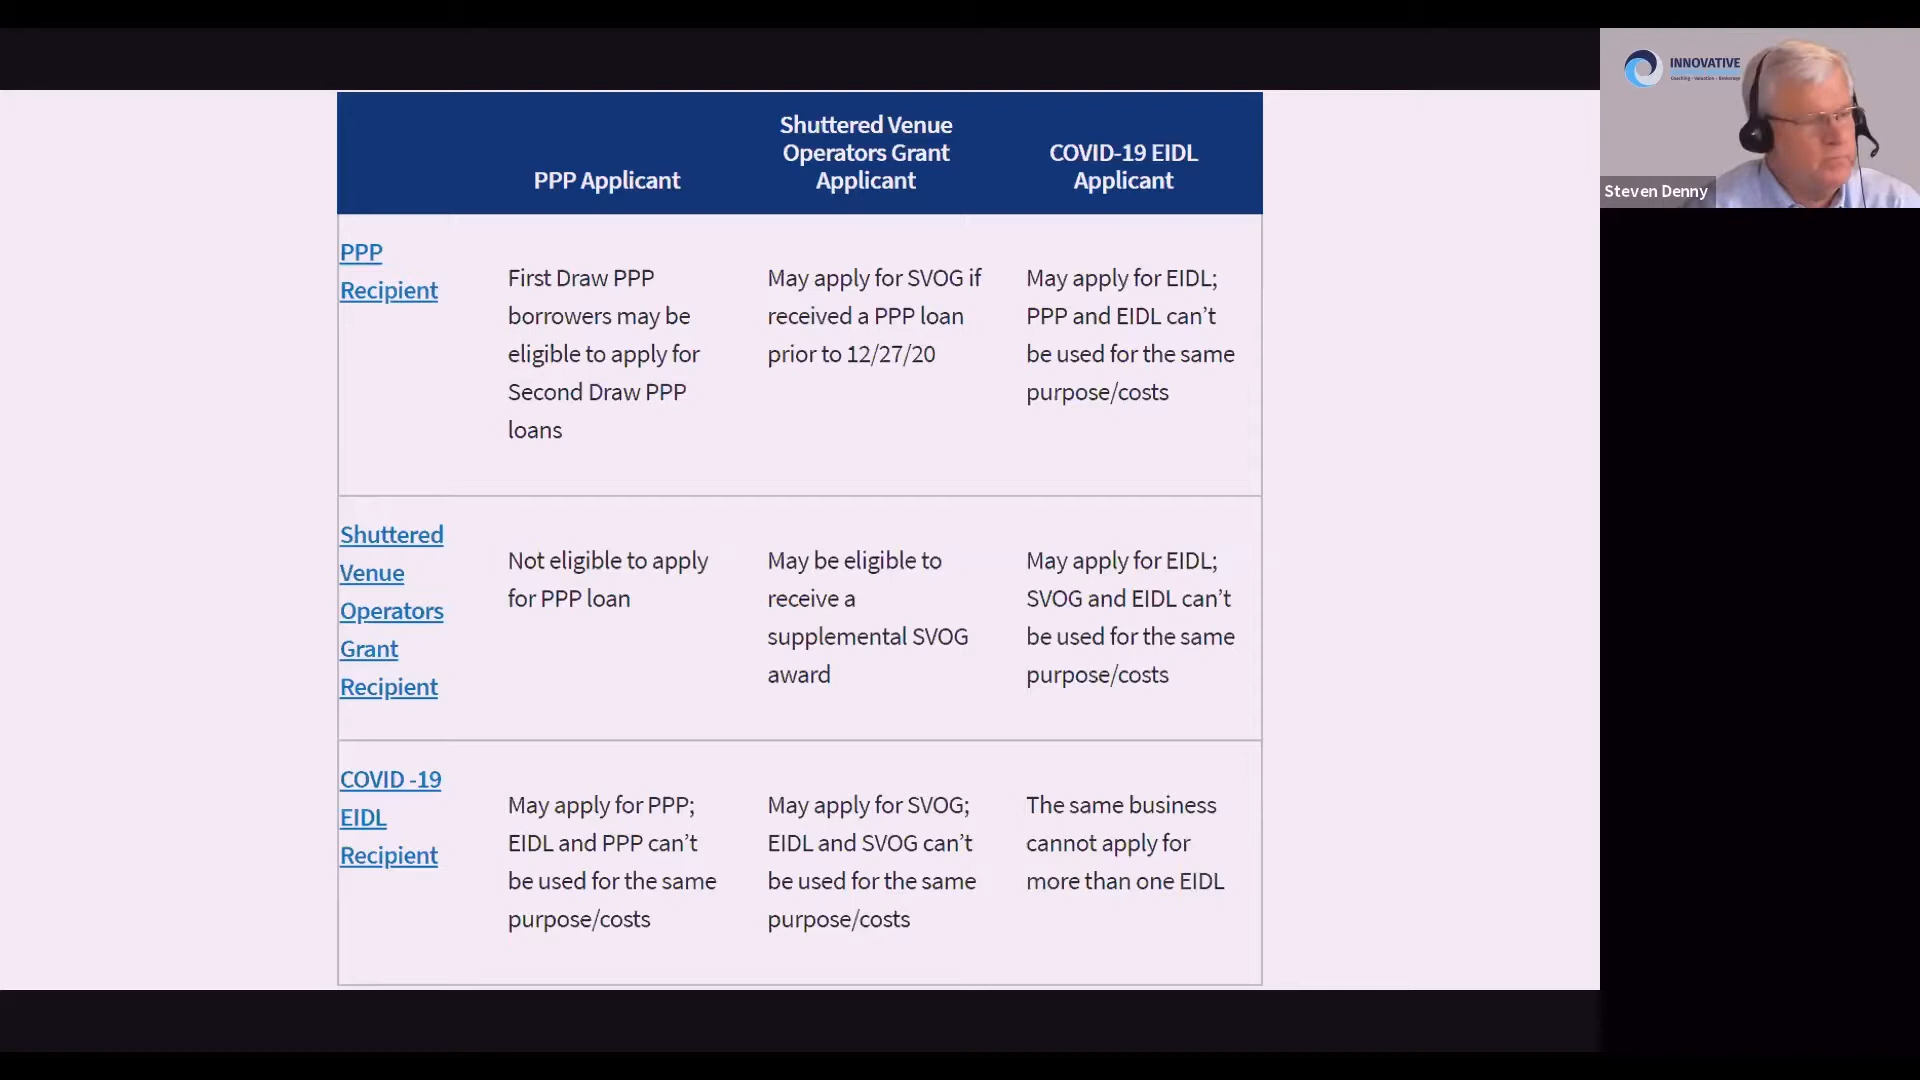 PPP Applicant
Shuttered Venue
Operators Grant
Applicant
COVID-19 EIDL
Applicant
PPP
Recipient
First Draw PPP
borrowers may be
eligible to apply for
Second Draw PPP
loans
May apply for SVOG if
received a PPP loan
prior to 12/27/20
May apply for EIDL;
PPP and EIDL can’t
be used for the same
purpose/costs
Shuttered
Venue
Operators
Grant
Recipient
Not eligible to apply
for PPP loan
May be eligible to
receive a
supplemental SVOG
award
May apply for EIDL;
SVOG and EIDL can’t
be used for the same
purpose/costs
COVID -19
EIDL
Recipient
May apply for PPP;
EIDL and PPP can’t
be used for the same
purpose/costs
May apply for SVOG;
EIDL and SVOG can’t
be used for the same
purpose/costs
The same business
cannot apply for
more than one EIDL
INNOVATIVE
Coaching - Valuation - Brokerage
Steven Denny